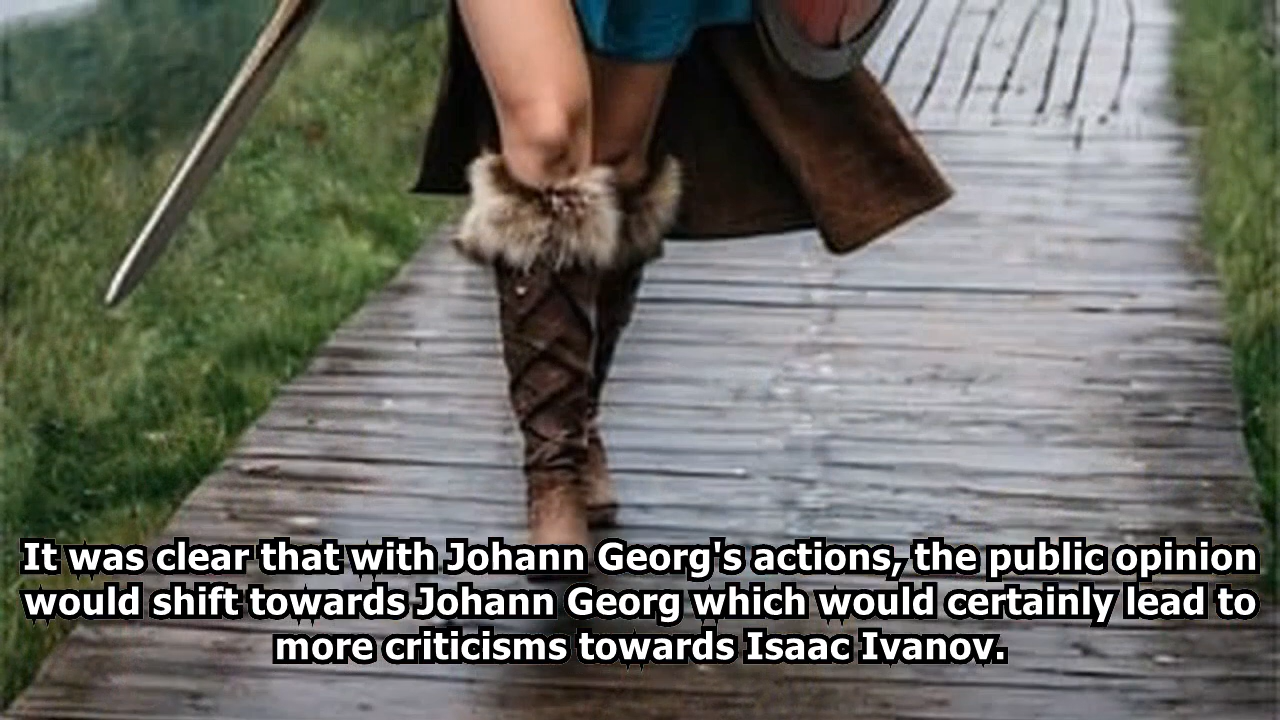 It was clear that with Johann Georg's actions, the public opinion
would shift towards Johann Georg which would certainly lead to
more criticisms towards Isaac Ivanov.